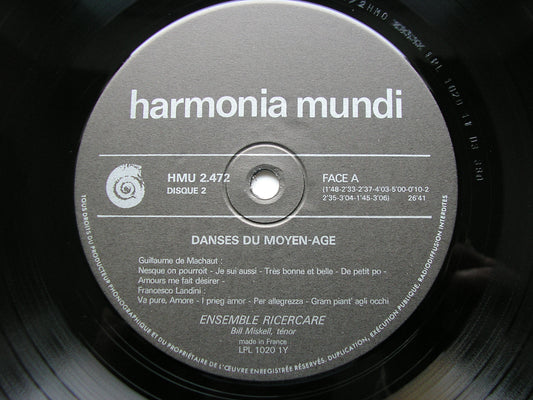 harmonia mundi
HMU 2.472
DISQUE 2
FACE A
(1'48-2'33-2'37-4'03-5'00-0'10-2
2'35-3'04-1'45-3'06) 26'41
DANSES DU MOYEN-AGE
Guillaume de Machaut :
Nesque on pourroit - Je sui aussi - Très bonne et belle - De petit po -
Amours me fait désirer -
Francesco Landini :
Va pure, Amore - I prieg amor - Per allegrezza - Gram piant' agli occhi
ENSEMBLE RICERCARE
Bill Miskell, ténor
made in France
LPL 1020 1Y
TOUS DROITS DU PRODUCTEUR PHONOGRAPHIQUE ET DU PROPRIÉTAIRE DE L'ŒUVRE ENREGISTRÉE RÉSERVÉS. DUPLICATION, EXÉCUTION PUBLIQUE, RADIODIFFUSION INTERDITES
LPL 1020 1Y